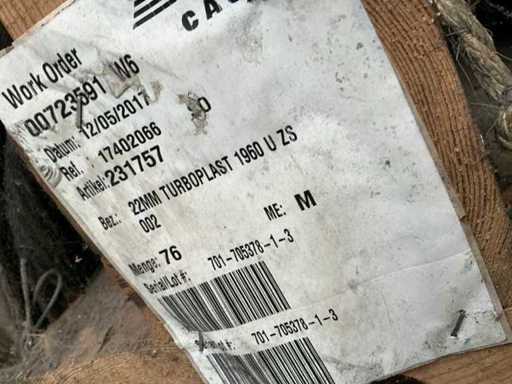 Work Order
00723591 W6
Datum: 12/05/2017
Ref. 17402066
Artikel: 231757
Bez.: 22MM TURBOPLAST 1960 U ZS
002
ME: M
Menge: 76
Serial/Lot #: 701-705378-1-3
701-705378-1-3